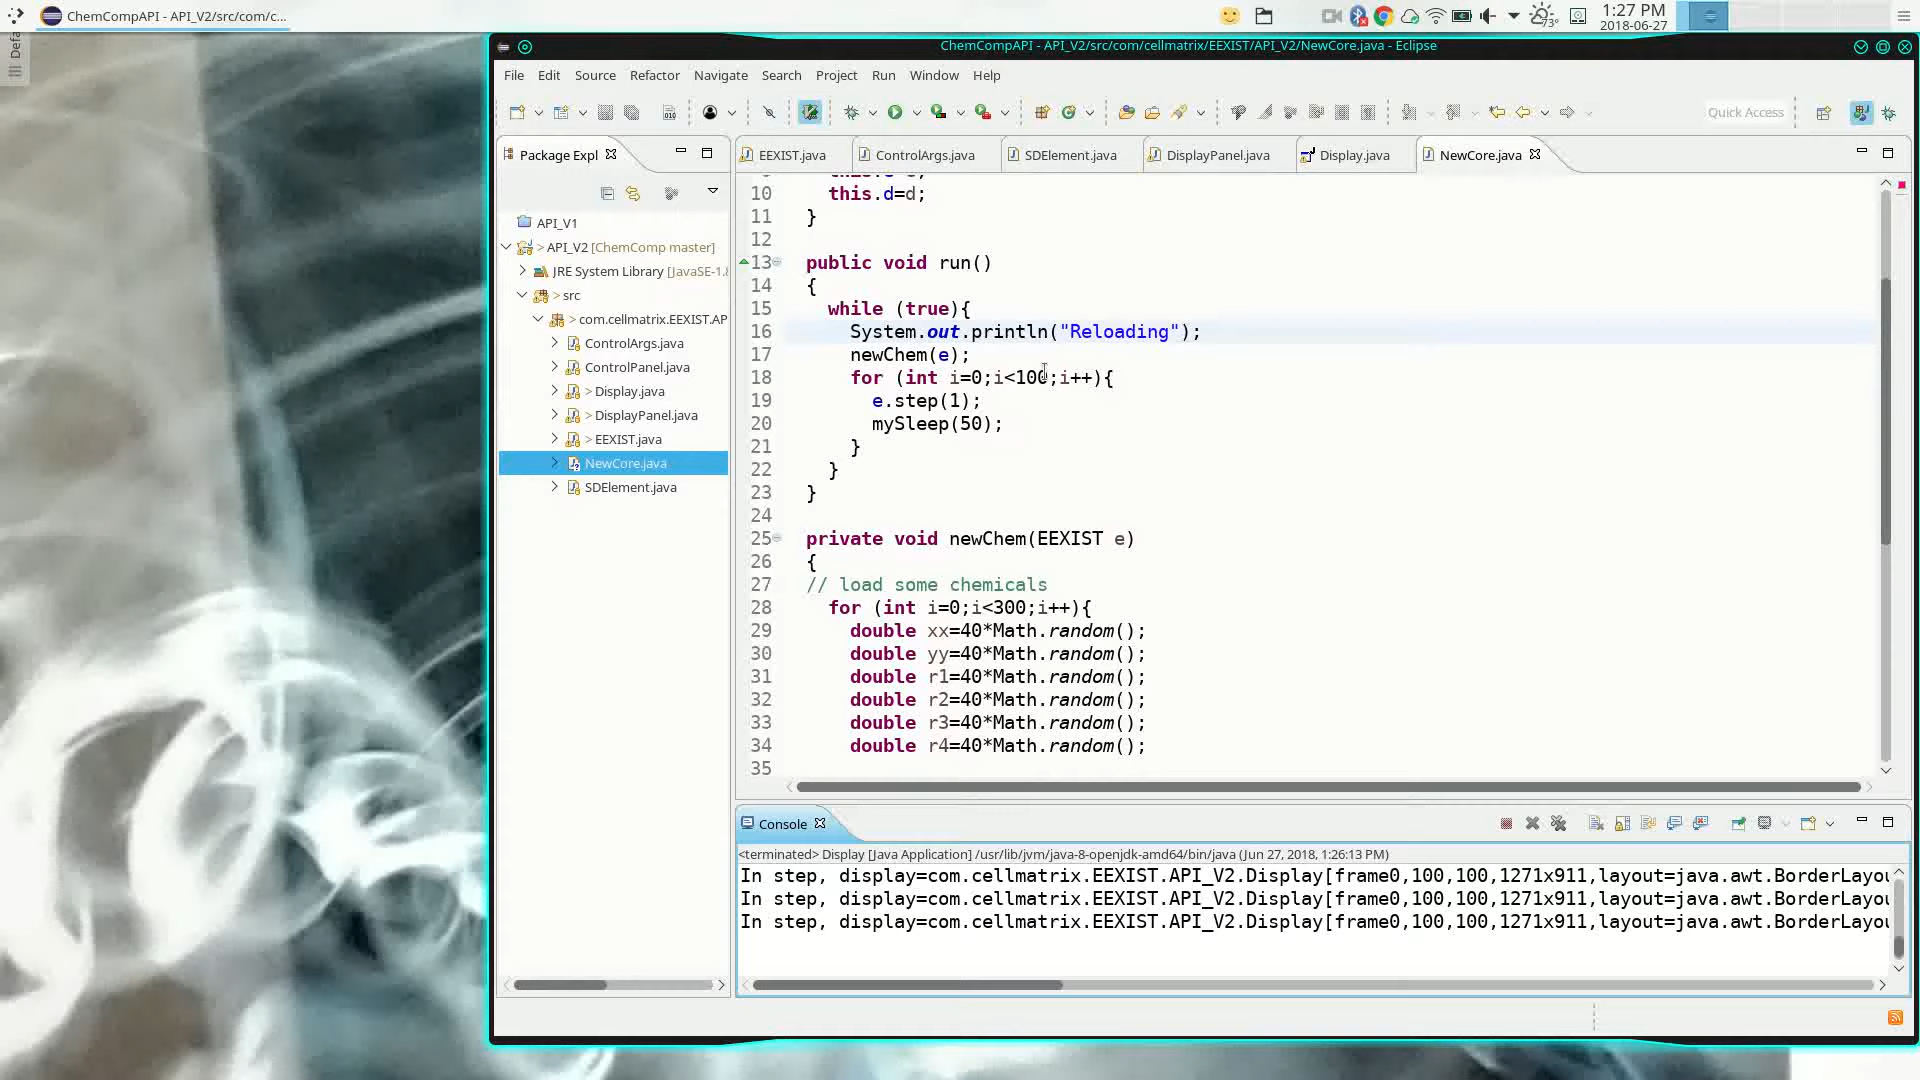 ChemCompAPI - API_V2/src/com/c...
73°
1:27 PM
2018-06-27
Defa
ChemCompAPI - API_V2/src/com/cellmatrix/EEXIST/API_V2/NewCore.java - Eclipse
File Edit Source Refactor Navigate Search Project Run Window Help
Quick Access
Package Expl
EEXIST.java ControlArgs.java SDElement.java DisplayPanel.java Display.java NewCore.java
API_V1
> API_V2 [ChemComp master]
JRE System Library [JavaSE-1.8
> src
> com.cellmatrix.EEXIST.AP
ControlArgs.java
ControlPanel.java
> Display.java
> DisplayPanel.java
> EEXIST.java
NewCore.java
SDElement.java
10 this.d=d;
11 }
12
13 public void run()
14 {
15 while (true){
16 System.out.println("Reloading");
17 newChem(e);
18 for (int i=0;i<100;i++){
19 e.step(1);
20 mySleep(50);
21 }
22 }
23 }
24
25 private void newChem(EEXIST e)
26 {
27 // load some chemicals
28 for (int i=0;i<300;i++){
29 double xx=40*Math.random();
30 double yy=40*Math.random();
31 double r1=40*Math.random();
32 double r2=40*Math.random();
33 double r3=40*Math.random();
34 double r4=40*Math.random();
35
Console
<terminated> Display [Java Application] /usr/lib/jvm/java-8-openjdk-amd64/bin/java (Jun 27, 2018, 1:26:13 PM)
In step, display=com.cellmatrix.EEXIST.API_V2.Display[frame0,100,100,1271x911,layout=java.awt.BorderLayou
In step, display=com.cellmatrix.EEXIST.API_V2.Display[frame0,100,100,1271x911,layout=java.awt.BorderLayou
In step, display=com.cellmatrix.EEXIST.API_V2.Display[frame0,100,100,1271x911,layout=java.awt.BorderLayou